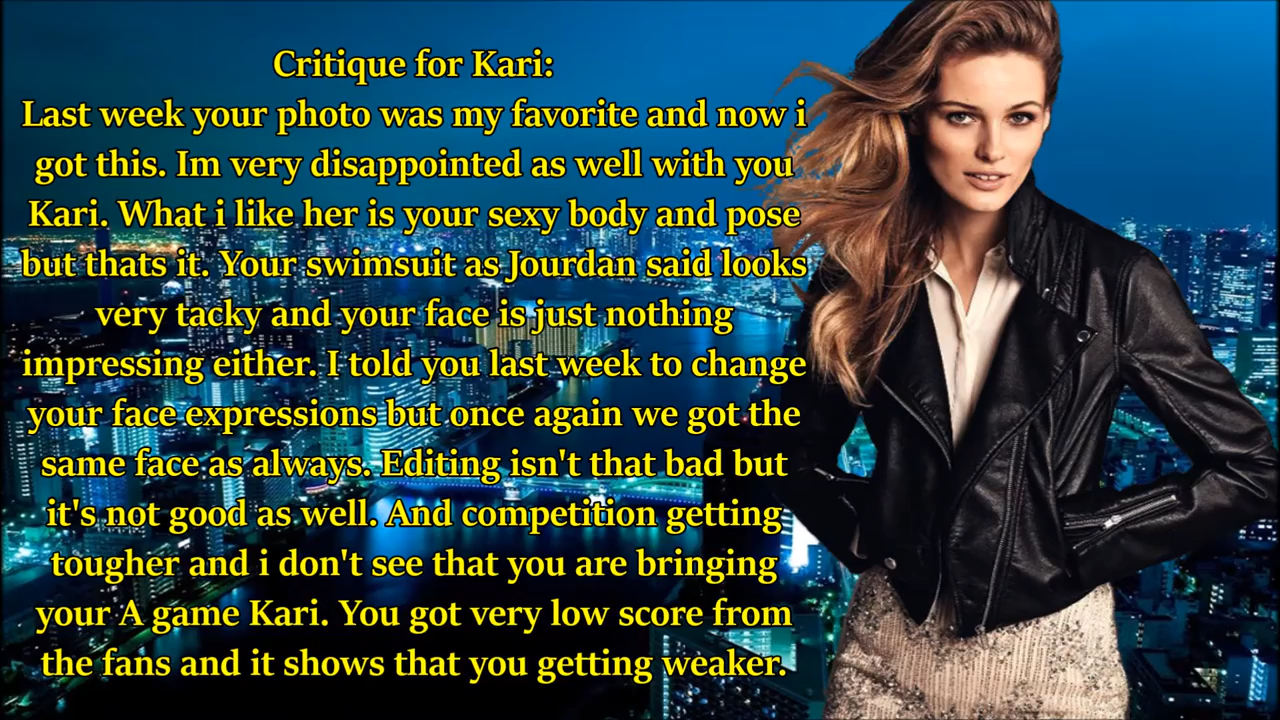 Critique for Kari:
Last week your photo was my favorite and now i
got this. Im very disappointed as well with you
Kari. What i like her is your sexy body and pose
but thats it. Your swimsuit as Jourdan said looks
very tacky and your face is just nothing
impressing either. I told you last week to change
your face expressions but once again we got the
same face as always. Editing isn't that bad but
it's not good as well. And competition getting
tougher and i don't see that you are bringing
your A game Kari. You got very low score from
the fans and it shows that you getting weaker.